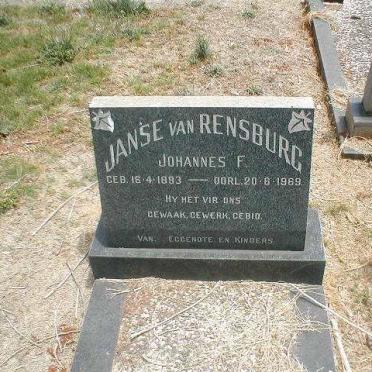 JANSE VAN RENSBURG
JOHANNES F.
GEB. 16-4-1893 — OORL. 20-6-1969
HY HET VIR ONS
GEWAAK, GEWERK, GEBID.
VAN: EGGENOTE EN KINDERS